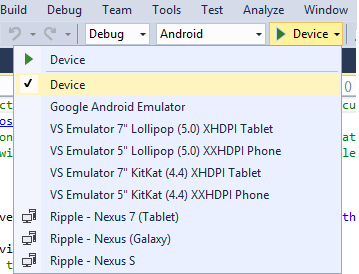 Build Debug Team Tools Test Analyze Window
Debug Android Device
Device
Device
Google Android Emulator
VS Emulator 7" Lollipop (5.0) XHDPI Tablet
VS Emulator 5" Lollipop (5.0) XXHDPI Phone
VS Emulator 7" KitKat (4.4) XHDPI Tablet
VS Emulator 5" KitKat (4.4) XXHDPI Phone
Ripple - Nexus 7 (Tablet)
Ripple - Nexus (Galaxy)
Ripple - Nexus S